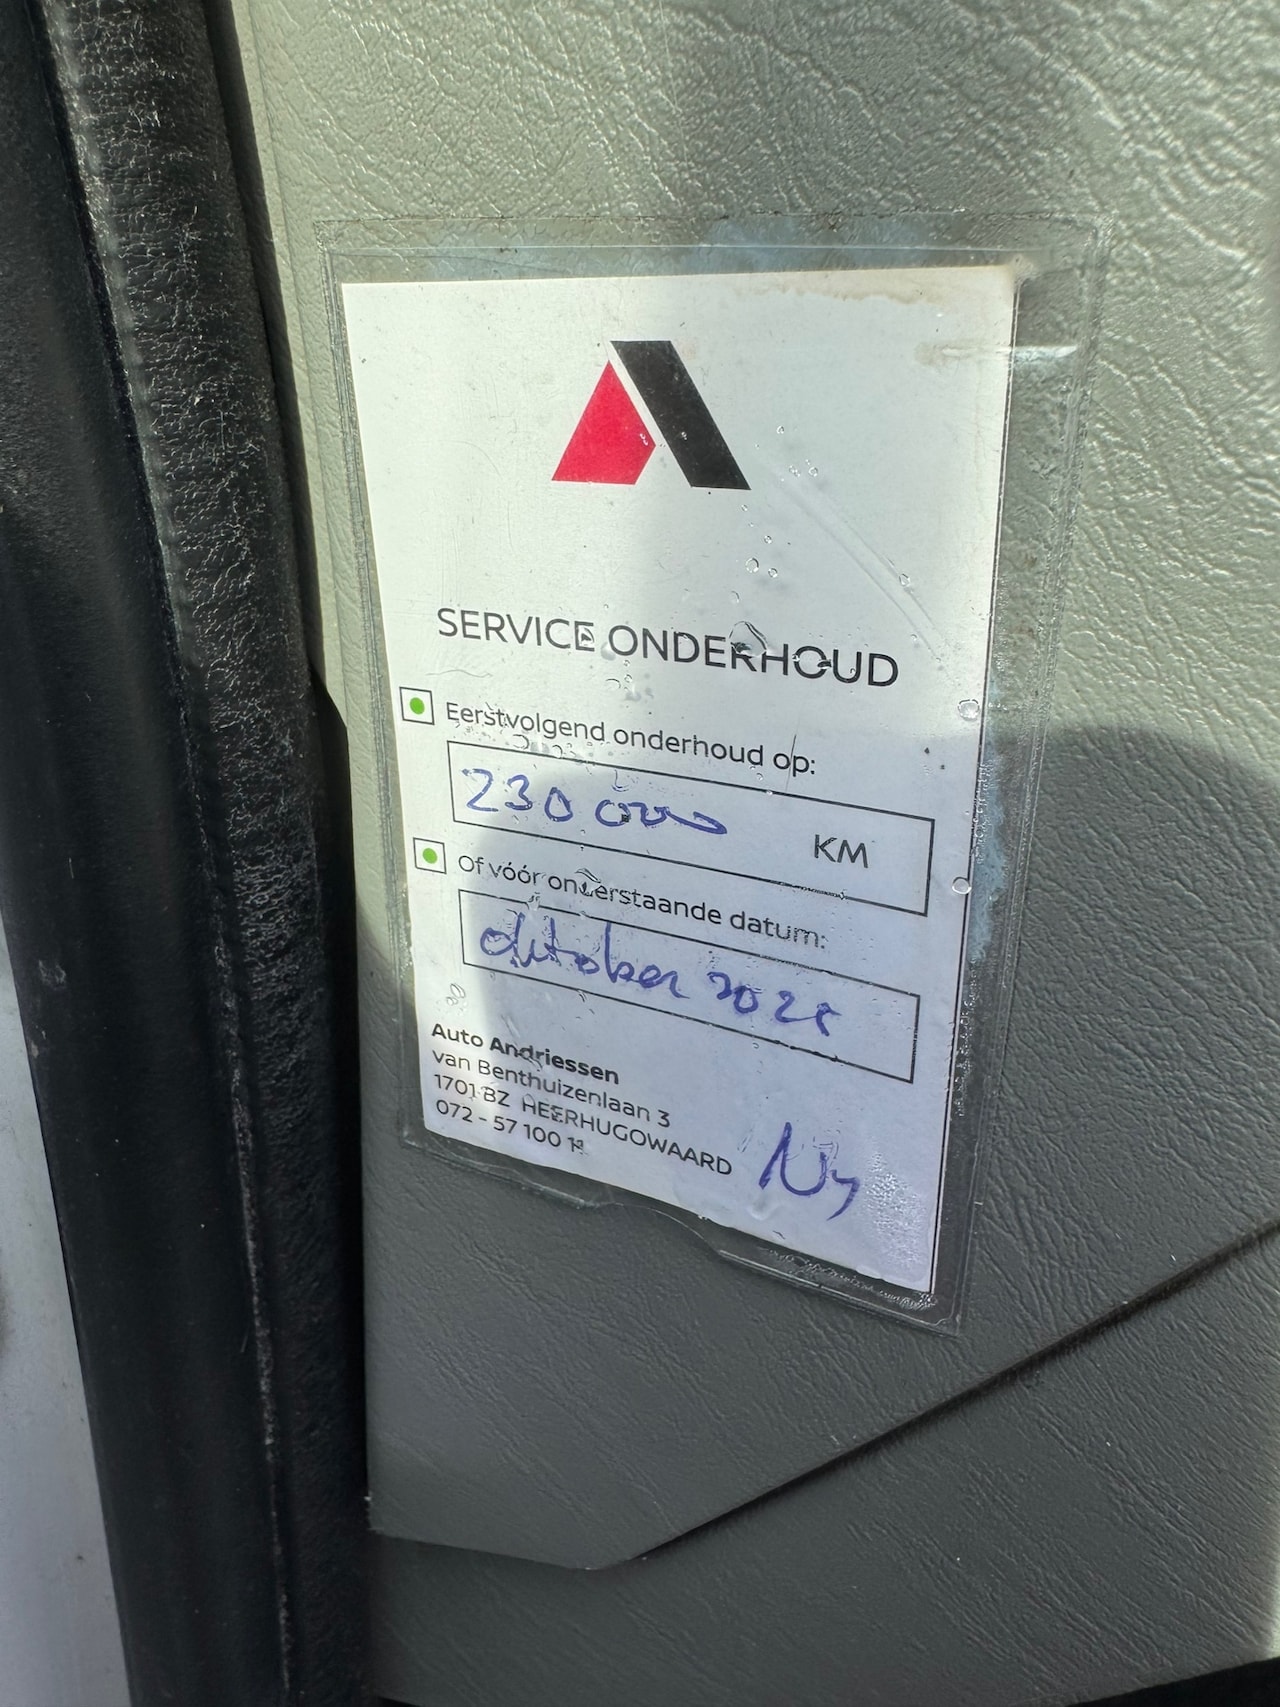 SERVICE ONDERHOUD
Eerstvolgend onderhoud op:
230 000 KM
Of vóór onderstaande datum:
oktober 2025
Auto Andriessen
van Benthuizenlaan 3
1701 BZ HEERHUGOWAARD
072 - 57 100 11